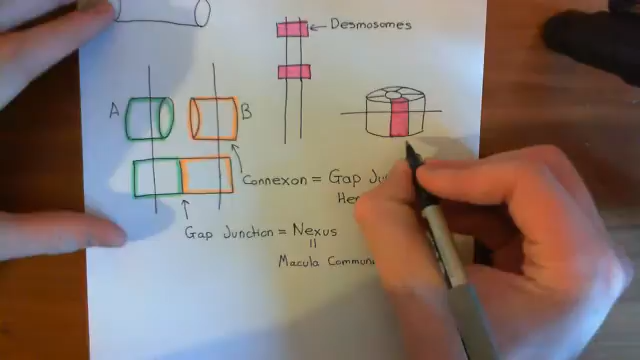 Desmosomes
A
B
Connexon = Gap
Gap Junction = Nexus
=
Macula